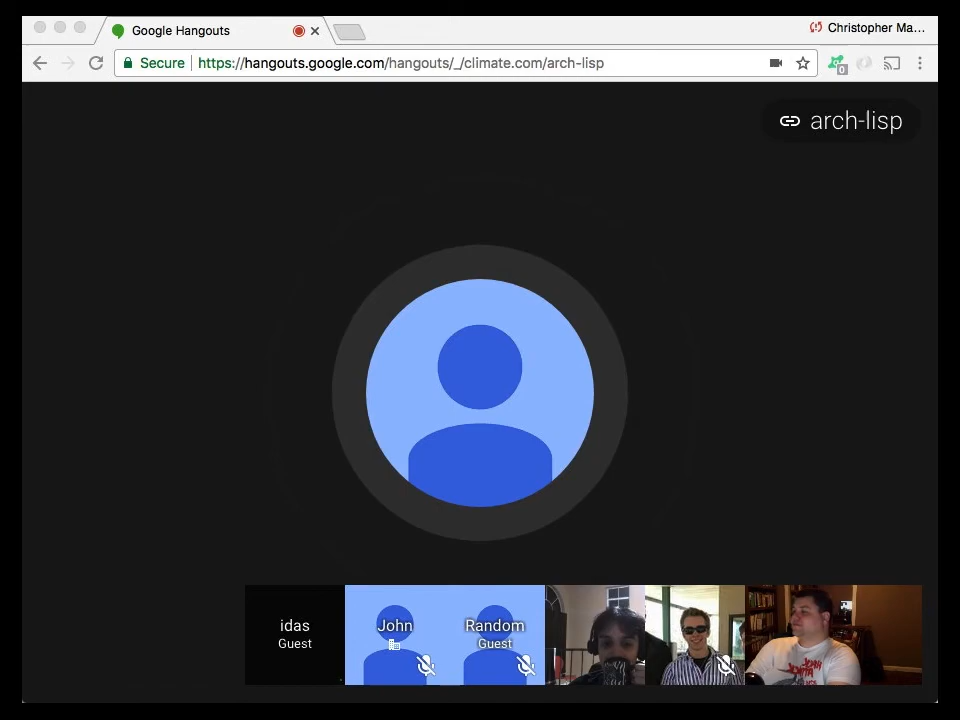 Google Hangouts
Christopher Ma...
Secure
https://hangouts.google.com/hangouts/_/climate.com/arch-lisp
0
arch-lisp
idas
Guest
John
Random
Guest